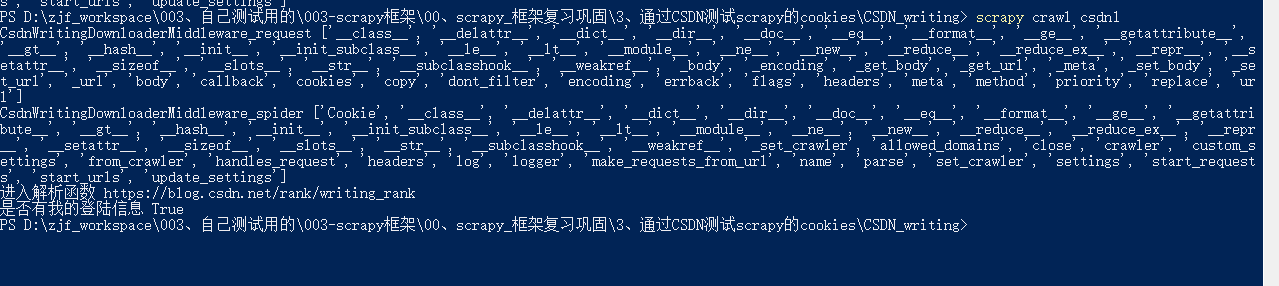 s', 'start_urls', 'update_settings']
PS D:\zjf_workspace\003、自己测试用的\003-scrapy框架\00、scrapy_框架复习巩固\3、通过CSDN测试scrapy的cookies\CSDN_writing> scrapy crawl csdn1
CsdnWritingDownloaderMiddleware_request ['__class__', '__delattr__', '__dict__', '__dir__', '__doc__', '__eq__', '__format__', '__ge__', '__getattribute__',
'__gt__', '__hash__', '__init__', '__init_subclass__', '__le__', '__lt__', '__module__', '__ne__', '__new__', '__reduce__', '__reduce_ex__', '__repr__', '__s
etattr__', '__sizeof__', '__slots__', '__str__', '__subclasshook__', '__weakref__', '_body', '_encoding', '_get_body', '_get_url', '_meta', '_set_body', '_se
t_url', '_url', 'body', 'callback', 'cookies', 'copy', 'dont_filter', 'encoding', 'errback', 'flags', 'headers', 'meta', 'method', 'priority', 'replace', 'ur
l']
CsdnWritingDownloaderMiddleware_spider ['Cookie', '__class__', '__delattr__', '__dict__', '__dir__', '__doc__', '__eq__', '__format__', '__ge__', '__getattri
bute__', '__gt__', '__hash__', '__init__', '__init_subclass__', '__le__', '__lt__', '__module__', '__ne__', '__new__', '__reduce__', '__reduce_ex__', '__repr
__', '__setattr__', '__sizeof__', '__slots__', '__str__', '__subclasshook__', '__weakref__', '_set_crawler', 'allowed_domains', 'close', 'crawler', 'custom_s
ettings', 'from_crawler', 'handles_request', 'headers', 'log', 'logger', 'make_requests_from_url', 'name', 'parse', 'set_crawler', 'settings', 'start_request
s', 'start_urls', 'update_settings']
进入解析函数 https://blog.csdn.net/rank/writing_rank
是否有我的登陆信息 True
PS D:\zjf_workspace\003、自己测试用的\003-scrapy框架\00、scrapy_框架复习巩固\3、通过CSDN测试scrapy的cookies\CSDN_writing>